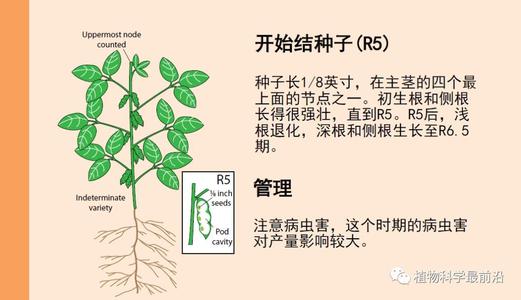 Uppermost node
counted
Indeterminate
variety
R5
⅛ inch
seeds
Pod
cavity
开始结种子(R5)
种子长1/8英寸，在主茎的四个最
上面的节点之一。初生根和侧根
长得很强壮，直到R5。R5后，浅
根退化，深根和侧根生长至R6.5
期。
管理
注意病虫害，这个时期的病虫害
对产量影响较大。
植物科学最前沿